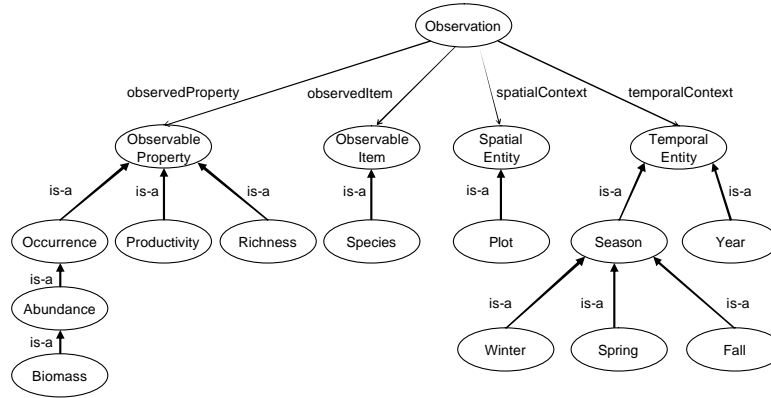 Observation
observedProperty
observedItem
spatialContext
temporalContext
Observable
Property
Observable
Item
Spatial
Entity
Temporal
Entity
is-a
is-a
is-a
is-a
is-a
is-a
is-a
Occurrence
Productivity
Richness
Species
Plot
Season
Year
is-a
Abundance
is-a
is-a
is-a
is-a
Biomass
Winter
Spring
Fall